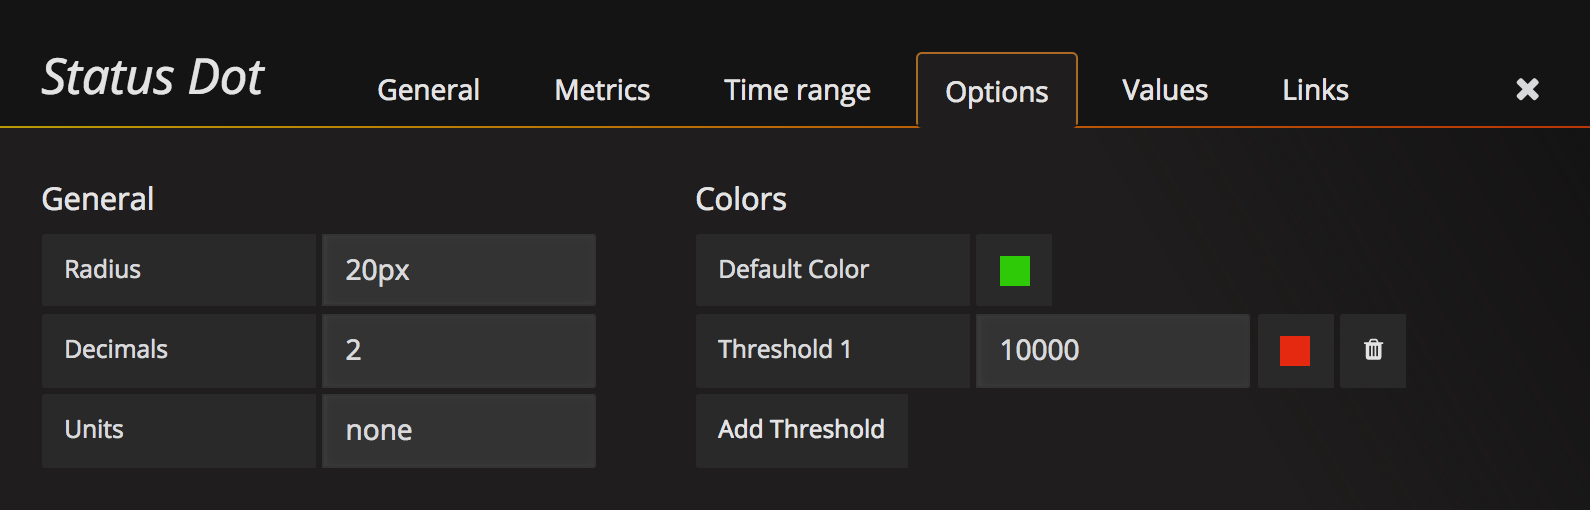 Status Dot General Metrics Time range Options Values Links
General
Radius 20px
Decimals 2
Units none
Colors
Default Color
Threshold 1 10000
Add Threshold